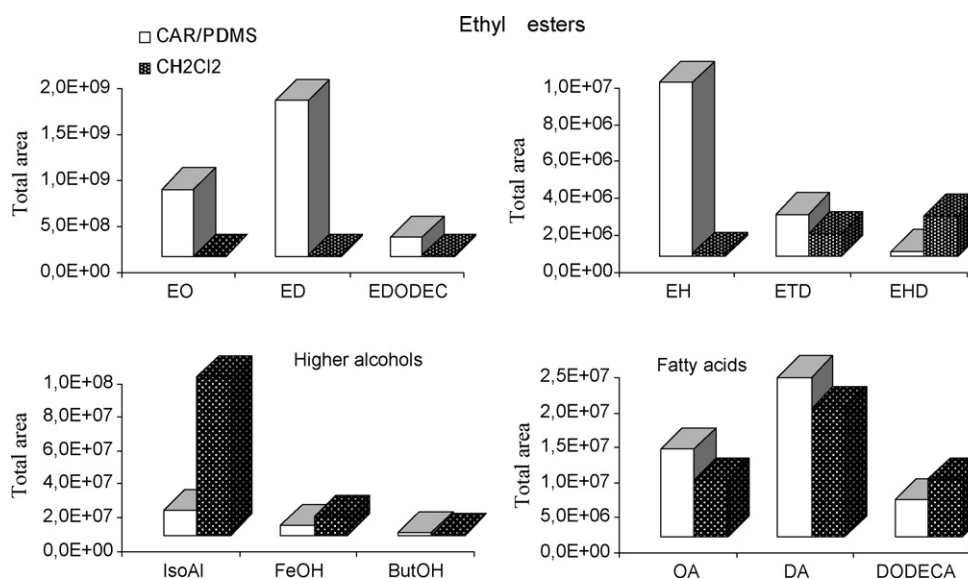 Ethyl esters
CAR/PDMS
CH2Cl2
Total area
2,0E+09
1,5E+09
1,0E+09
5,0E+08
0,0E+00
EO ED EDODEC
Total area
1,0E+07
8,0E+06
6,0E+06
4,0E+06
2,0E+06
0,0E+00
EH ETD EHD
Higher alcohols
Total area
1,0E+08
8,0E+07
6,0E+07
4,0E+07
2,0E+07
0,0E+00
IsoAl FeOH ButOH
Fatty acids
Total area
2,5E+07
2,0E+07
1,5E+07
1,0E+07
5,0E+06
0,0E+00
OA DA DODECA